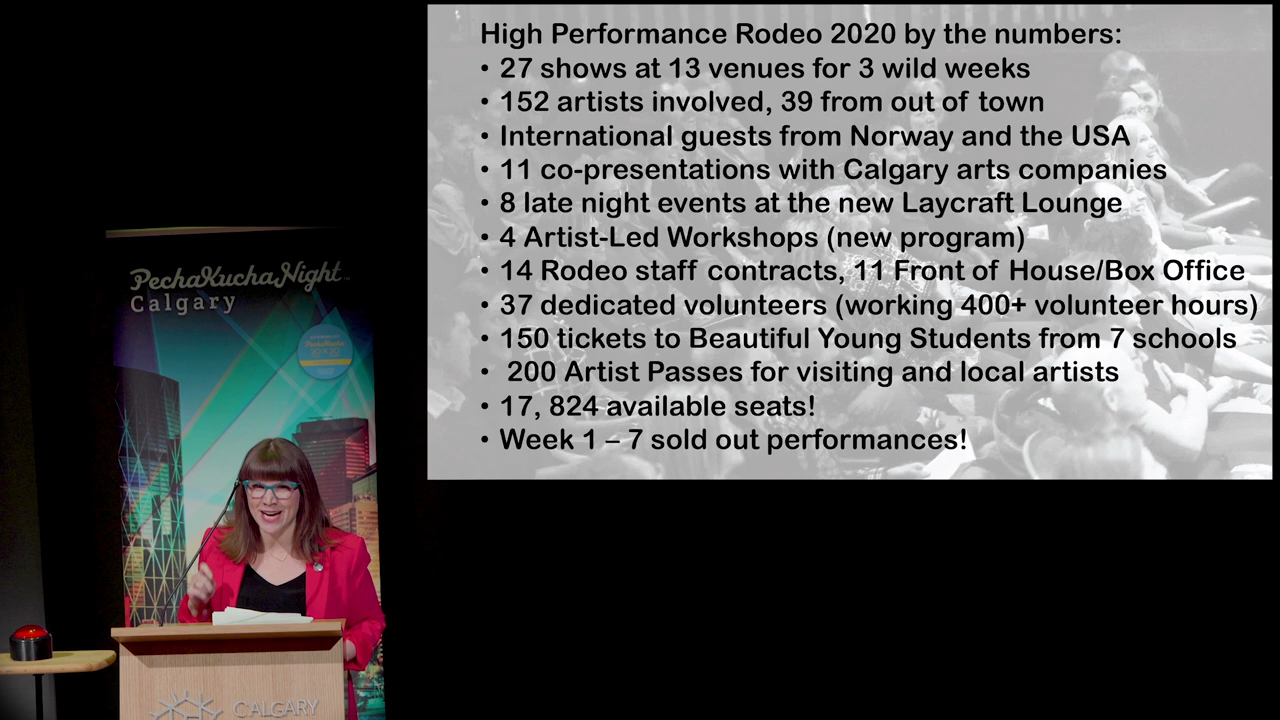 High Performance Rodeo 2020 by the numbers:
• 27 shows at 13 venues for 3 wild weeks
• 152 artists involved, 39 from out of town
• International guests from Norway and the USA
• 11 co-presentations with Calgary arts companies
• 8 late night events at the new Laycraft Lounge
• 4 Artist-Led Workshops (new program)
• 14 Rodeo staff contracts, 11 Front of House/Box Office
• 37 dedicated volunteers (working 400+ volunteer hours)
• 150 tickets to Beautiful Young Students from 7 schools
• 200 Artist Passes for visiting and local artists
• 17, 824 available seats!
• Week 1 – 7 sold out performances!
PechaKuchaNight
Calgary
PechaKucha
20x20
CALGARY